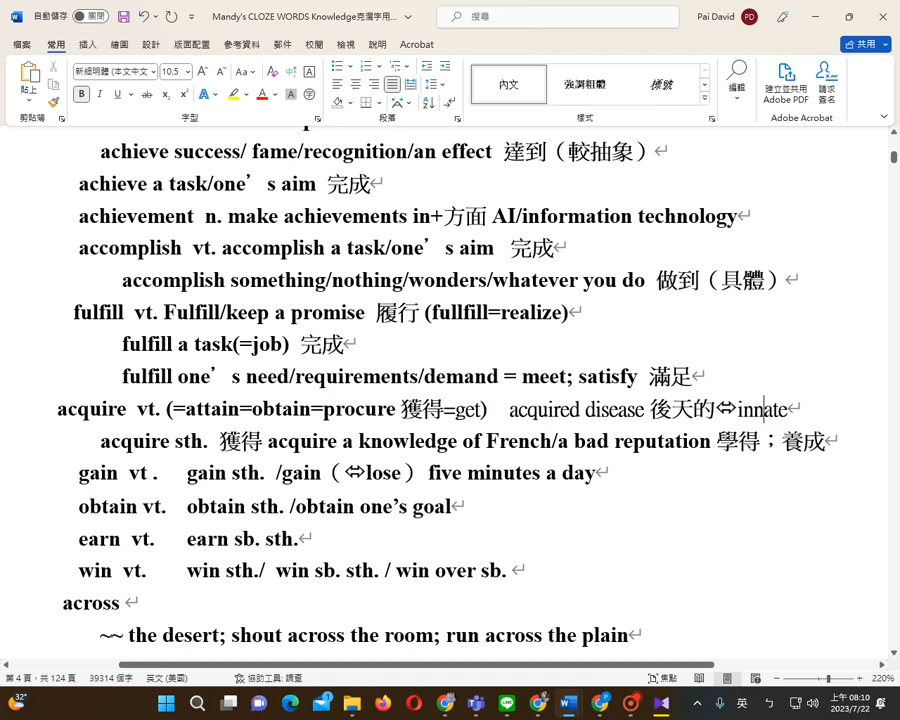 自動儲存 關閉 Mandy's CLOZE WORDS Knowledge克漏字用... 搜尋 Pai David PD
檔案 常用 插入 繪圖 設計 版面配置 參考資料 郵件 校閱 檢視 說明 Acrobat 共用
貼上 新細明體 (本文中文) 10.5 內文 強調粗體 標號 編輯 建立並共用 Adobe PDF 請求簽名
剪貼簿 字型 段落 樣式 Adobe Acrobat
achieve success/ fame/recognition/an effect 達到（較抽象）
achieve a task/one’s aim 完成
achievement n. make achievements in+方面 AI/information technology
accomplish vt. accomplish a task/one’s aim 完成
accomplish something/nothing/wonders/whatever you do 做到（具體）
fulfill vt. Fulfill/keep a promise 履行 (fullfill=realize)
fulfill a task(=job) 完成
fulfill one’s need/requirements/demand = meet; satisfy 滿足
acquire vt. (=attain=obtain=procure 獲得=get) acquired disease 後天的⇔innate
acquire sth. 獲得 acquire a knowledge of French/a bad reputation 學得；養成
gain vt . gain sth. /gain（⇔lose）five minutes a day
obtain vt. obtain sth. /obtain one’s goal
earn vt. earn sb. sth.
win vt. win sth./ win sb. sth. / win over sb.
across
~~ the desert; shout across the room; run across the plain
第 4 頁，共 124 頁 39314 個字 英文 (美國) 協助工具: 調查 焦點 220%
32° 英 上午 08:10
2023/7/22